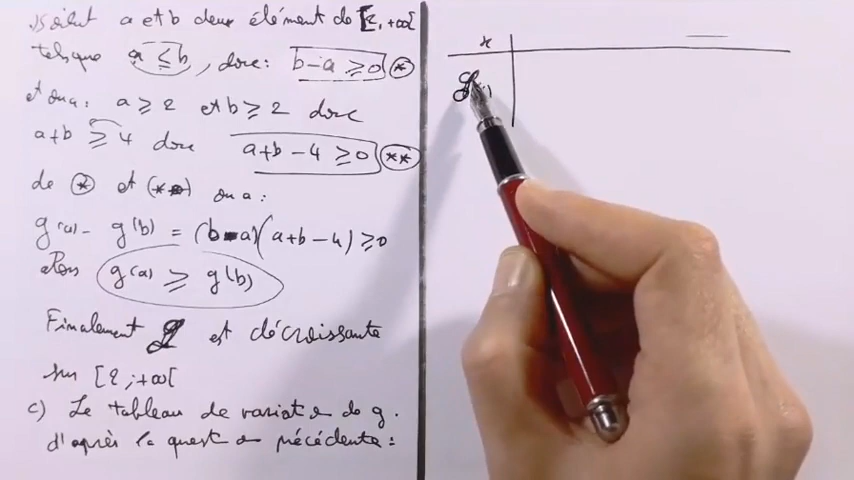 soient a et b deux élément de [2, +∞[
tel que a ≤ b, donc: b-a ≥ 0 (*)
et on a: a ≥ 2 et b ≥ 2 donc
a+b ≥ 4 donc a+b-4 ≥ 0 (**)
de (*) et (**) on a:
g(a) - g(b) = (b-a)(a+b-4) ≥ 0
alors g(a) ≥ g(b)
Finalement g est décroissante
sur [2, +∞[
c) Le tableau de variation de g.
d'après la question précédente:
x
g(x)